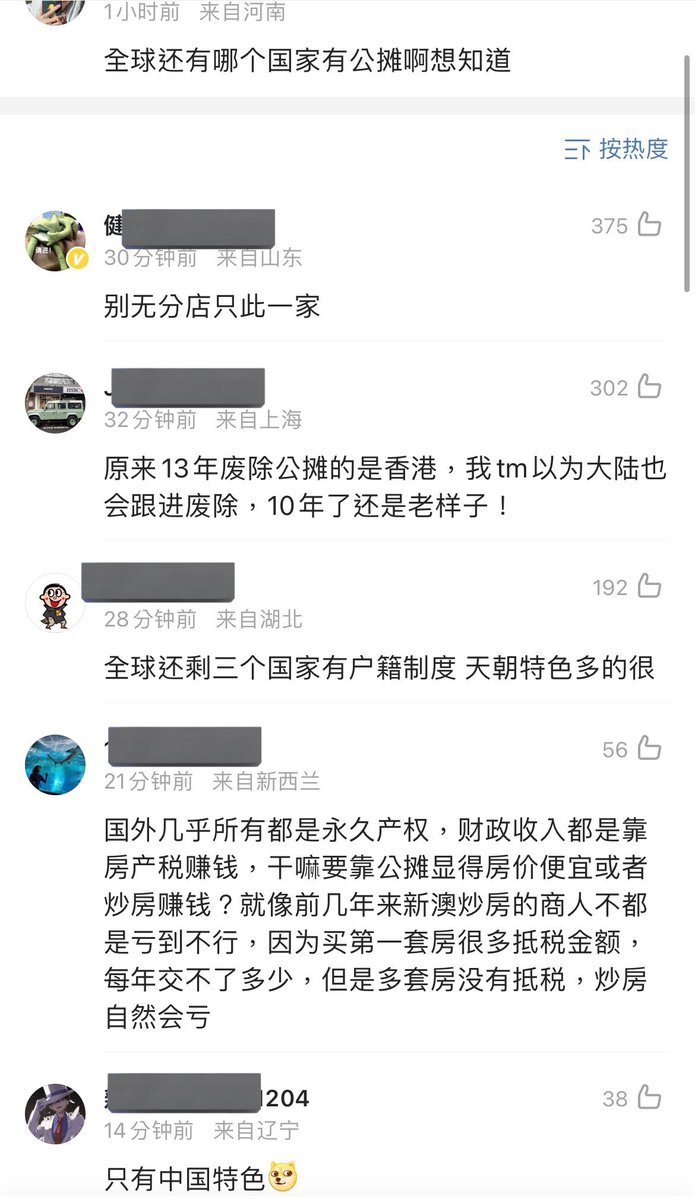 1小时前 来自河南
全球还有哪个国家有公摊啊想知道
按热度
健
375
30分钟前 来自山东
别无分店只此一家
302
32分钟前 来自上海
原来13年废除公摊的是香港，我tm以为大陆也
会跟进废除，10年了还是老样子！
192
28分钟前 来自湖北
全球还剩三个国家有户籍制度 天朝特色多的很
56
21分钟前 来自新西兰
国外几乎所有都是永久产权，财政收入都是靠
房产税赚钱，干嘛要靠公摊显得房价便宜或者
炒房赚钱？就像前几年来新澳炒房的商人不都
是亏到不行，因为买第一套房很多抵税金额，
每年交不了多少，但是多套房没有抵税，炒房
自然会亏
1204
38
14分钟前 来自辽宁
只有中国特色